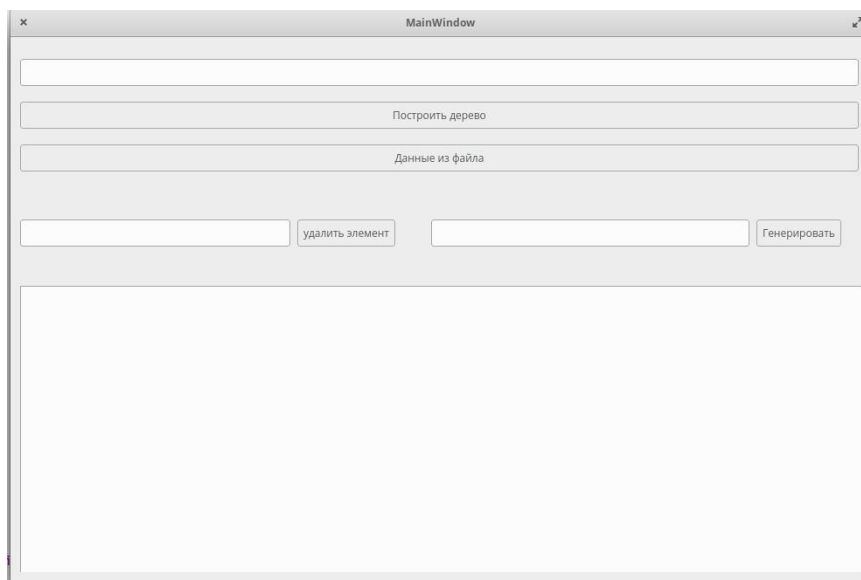 MainWindow
Построить дерево
Данные из файла
удалить элемент
Генерировать